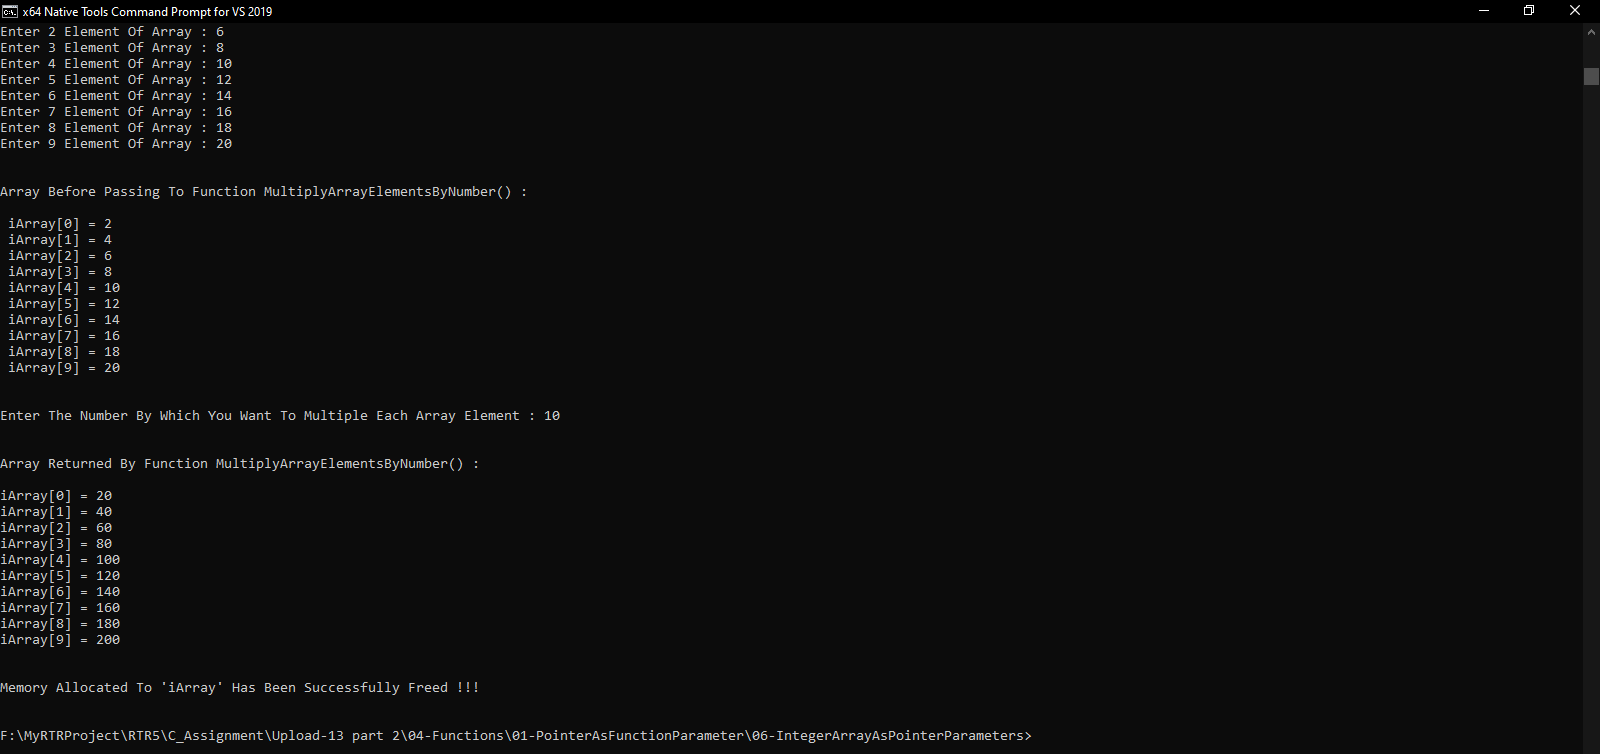 x64 Native Tools Command Prompt for VS 2019
Enter 2 Element Of Array : 6
Enter 3 Element Of Array : 8
Enter 4 Element Of Array : 10
Enter 5 Element Of Array : 12
Enter 6 Element Of Array : 14
Enter 7 Element Of Array : 16
Enter 8 Element Of Array : 18
Enter 9 Element Of Array : 20
Array Before Passing To Function MultiplyArrayElementsByNumber() :
iArray[0] = 2
iArray[1] = 4
iArray[2] = 6
iArray[3] = 8
iArray[4] = 10
iArray[5] = 12
iArray[6] = 14
iArray[7] = 16
iArray[8] = 18
iArray[9] = 20
Enter The Number By Which You Want To Multiple Each Array Element : 10
Array Returned By Function MultiplyArrayElementsByNumber() :
iArray[0] = 20
iArray[1] = 40
iArray[2] = 60
iArray[3] = 80
iArray[4] = 100
iArray[5] = 120
iArray[6] = 140
iArray[7] = 160
iArray[8] = 180
iArray[9] = 200
Memory Allocated To 'iArray' Has Been Successfully Freed !!!
F:\MyRTRProject\RTR5\C_Assignment\Upload-13 part 2\04-Functions\01-PointerAsFunctionParameter\06-IntegerArrayAsPointerParameters>